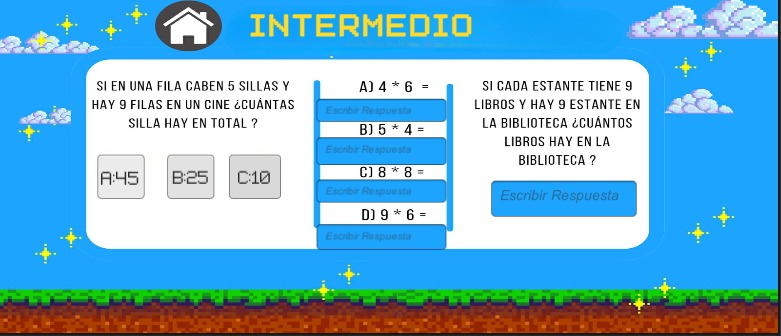 INTERMEDIO
SI EN UNA FILA CABEN 5 SILLAS Y
HAY 9 FILAS EN UN CINE ¿CUÁNTAS
SILLA HAY EN TOTAL ?
A:45
B:25
C:10
A) 4 * 6 =
Escribir Respuesta
B) 5 * 4 =
Escribir Respuesta
C) 8 * 8 =
Escribir Respuesta
D) 9 * 6 =
Escribir Respuesta
SI CADA ESTANTE TIENE 9
LIBROS Y HAY 9 ESTANTE EN
LA BIBLIOTECA ¿CUÁNTOS
LIBROS HAY EN LA
BIBLIOTECA ?
Escribir Respuesta